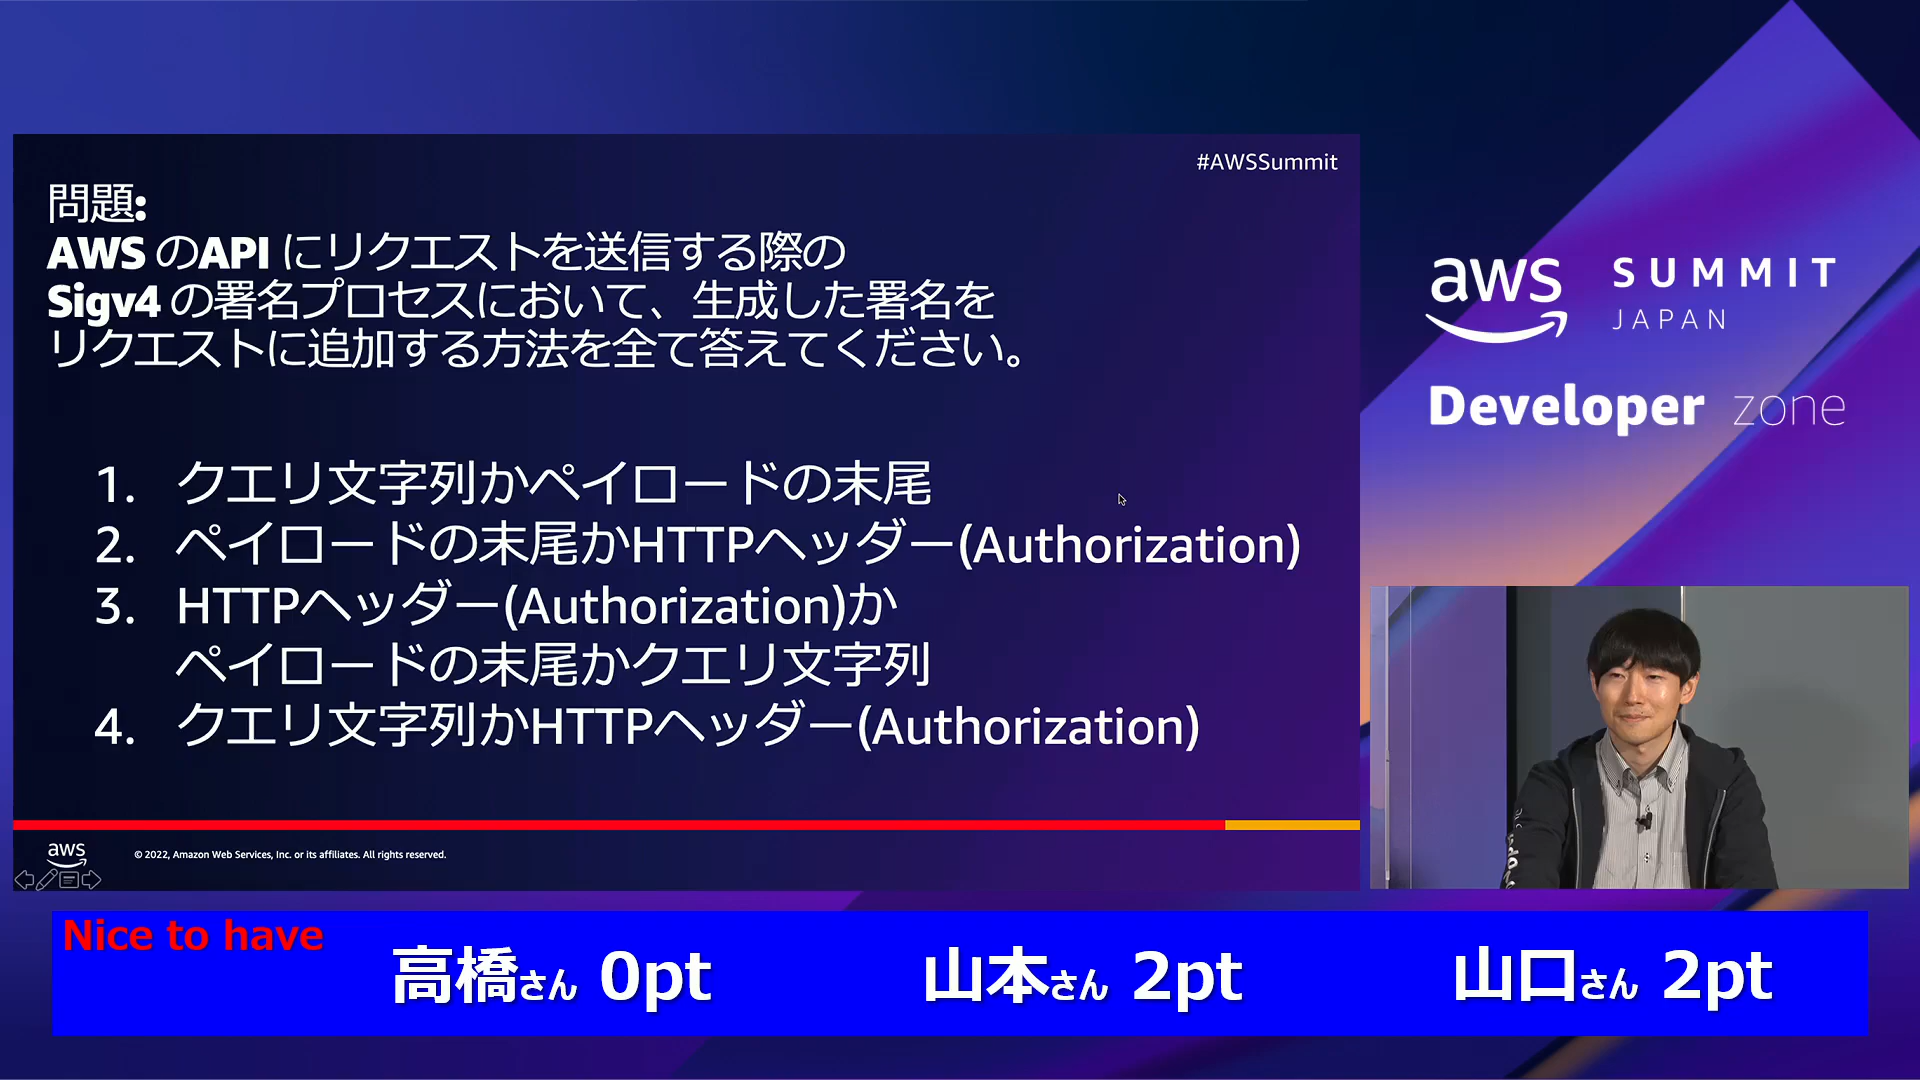 #AWSSummit
問題:
AWS のAPI にリクエストを送信する際の
Sigv4 の署名プロセスにおいて、生成した署名を
リクエストに追加する方法を全て答えてください。
1. クエリ文字列かペイロードの末尾
2. ペイロードの末尾かHTTPヘッダー(Authorization)
3. HTTPヘッダー(Authorization)か
ペイロードの末尾かクエリ文字列
4. クエリ文字列かHTTPヘッダー(Authorization)
aws
© 2022, Amazon Web Services, Inc. or its affiliates. All rights reserved.
aws SUMMIT
JAPAN
Developer zone
Nice to have
高橋さん 0pt 山本さん 2pt 山口さん 2pt